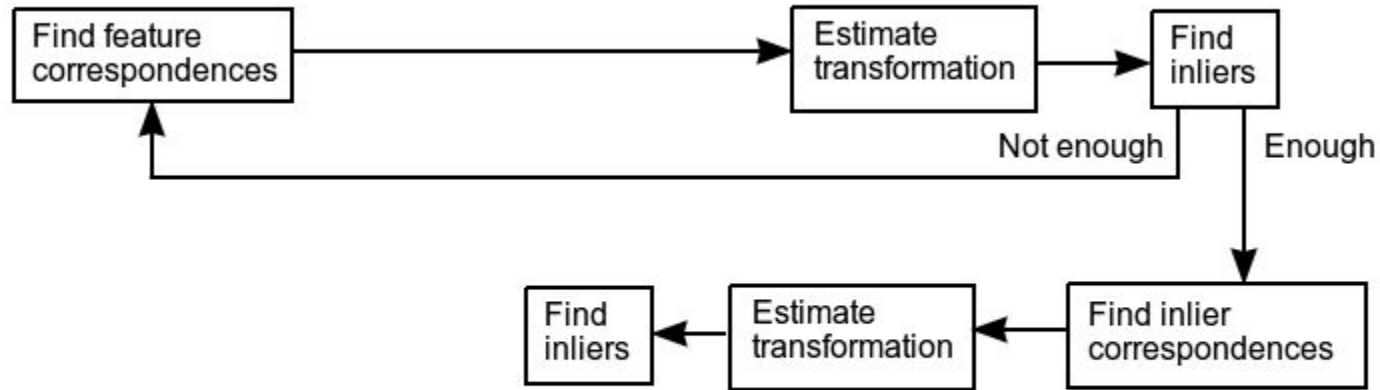 Find feature
correspondences
Estimate
transformation
Find
inliers
Not enough
Enough
Find
inliers
Estimate
transformation
Find inlier
correspondences